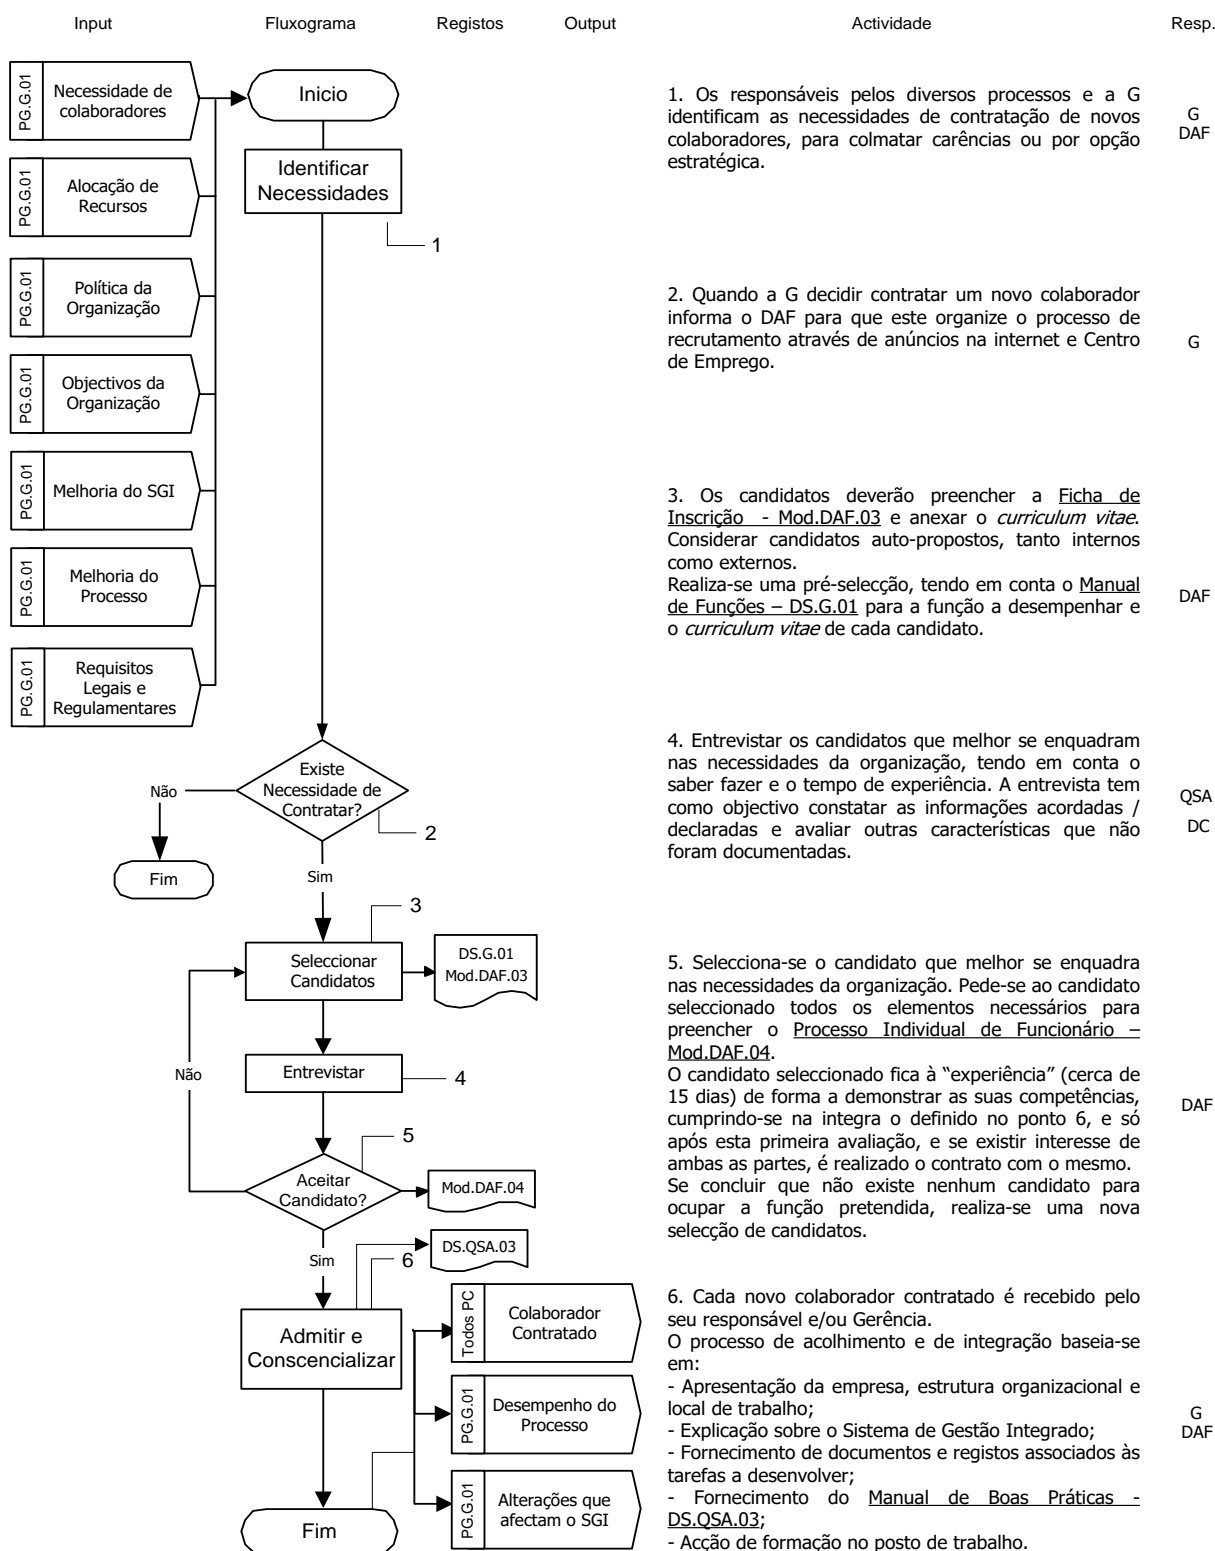 Input Fluxograma Registos Output Actividade Resp.
PG.G.01
Necessidade de
colaboradores
PG.G.01
Alocação de
Recursos
PG.G.01
Política da
Organização
PG.G.01
Objectivos da
Organização
PG.G.01
Melhoria do SGI
PG.G.01
Melhoria do
Processo
PG.G.01
Requisitos
Legais e
Regulamentares
Inicio
Identificar
Necessidades
1
Existe
Necessidade de
Contratar?
2
Não
Fim
Sim
3
Seleccionar
Candidatos
DS.G.01
Mod.DAF.03
Entrevistar
4
Não
5
Aceitar
Candidato?
Mod.DAF.04
Sim
6
DS.QSA.03
Admitir e
Conscencializar
Todos PC
Colaborador
Contratado
PG.G.01
Desempenho do
Processo
PG.G.01
Alterações que
afectam o SGI
Fim
1. Os responsáveis pelos diversos processos e a G
identificam as necessidades de contratação de novos
colaboradores, para colmatar carências ou por opção
estratégica.
G
DAF
2. Quando a G decidir contratar um novo colaborador
informa o DAF para que este organize o processo de
recrutamento através de anúncios na internet e Centro
de Emprego.
G
3. Os candidatos deverão preencher a Ficha de
Inscrição - Mod.DAF.03 e anexar o curriculum vitae.
Considerar candidatos auto-propostos, tanto internos
como externos.
Realiza-se uma pré-selecção, tendo em conta o Manual
de Funções – DS.G.01 para a função a desempenhar e
o curriculum vitae de cada candidato.
DAF
4. Entrevistar os candidatos que melhor se enquadram
nas necessidades da organização, tendo em conta o
saber fazer e o tempo de experiência. A entrevista tem
como objectivo constatar as informações acordadas /
declaradas e avaliar outras características que não
foram documentadas.
QSA
DC
5. Selecciona-se o candidato que melhor se enquadra
nas necessidades da organização. Pede-se ao candidato
seleccionado todos os elementos necessários para
preencher o Processo Individual de Funcionário –
Mod.DAF.04.
O candidato seleccionado fica à “experiência” (cerca de
15 dias) de forma a demonstrar as suas competências,
cumprindo-se na integra o definido no ponto 6, e só
após esta primeira avaliação, e se existir interesse de
ambas as partes, é realizado o contrato com o mesmo.
Se concluir que não existe nenhum candidato para
ocupar a função pretendida, realiza-se uma nova
selecção de candidatos.
DAF
6. Cada novo colaborador contratado é recebido pelo
seu responsável e/ou Gerência.
O processo de acolhimento e de integração baseia-se
em:
- Apresentação da empresa, estrutura organizacional e
local de trabalho;
- Explicação sobre o Sistema de Gestão Integrado;
- Fornecimento de documentos e registos associados às
tarefas a desenvolver;
- Fornecimento do Manual de Boas Práticas -
DS.QSA.03;
- Acção de formação no posto de trabalho.
G
DAF